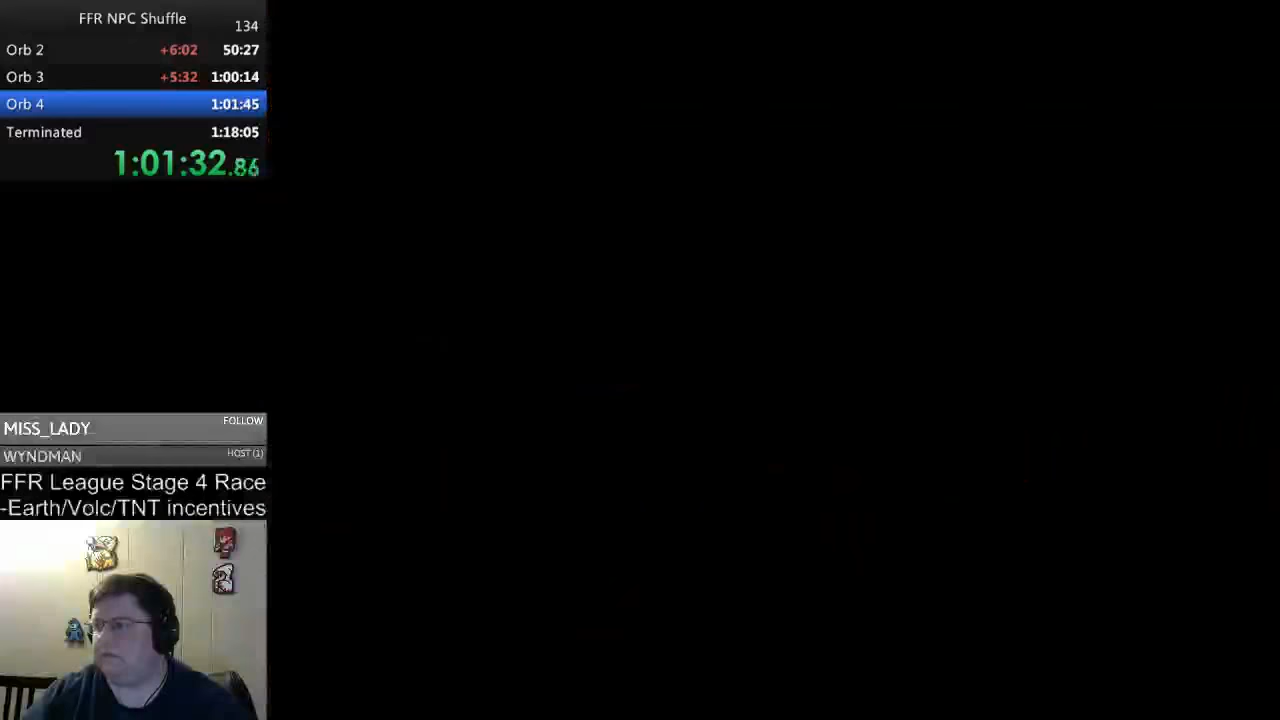 FFR NPC Shuffle
134
Orb 2 +6:02 50:27
Orb 3 +5:32 1:00:14
Orb 4 1:01:45
Terminated 1:18:05
1:01:32.86
MISS_LADY FOLLOW
WYNDMAN HOST (1)
FFR League Stage 4 Race
-Earth/Volc/TNT incentives